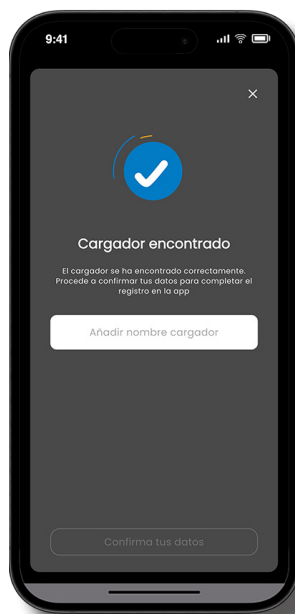 9:41
Cargador encontrado
El cargador se ha encontrado correctamente.
Procede a confirmar tus datos para completar el
registro en la app
Añadir nombre cargador
Confirma tus datos